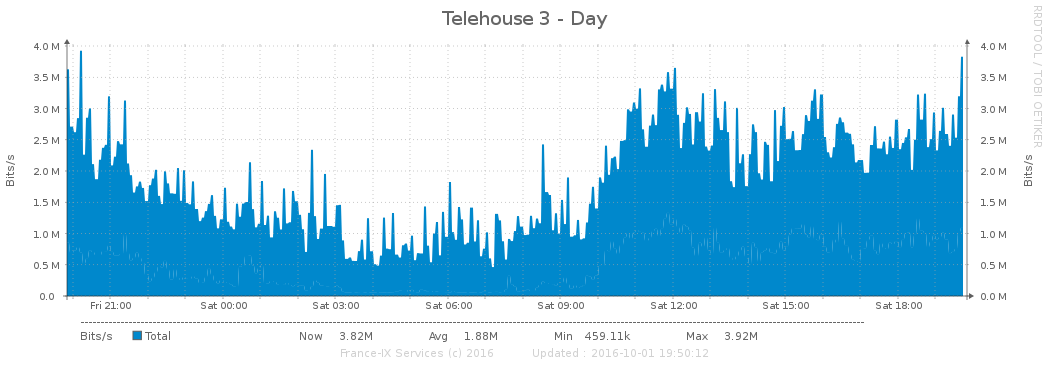 Telehouse 3 - Day
RRDTOOL / TOBI OETIKER
4.0 M 4.0 M
3.5 M 3.5 M
3.0 M 3.0 M
2.5 M 2.5 M
2.0 M 2.0 M
1.5 M 1.5 M
1.0 M 1.0 M
0.5 M 0.5 M
0.0 0.0 M
Bits/s
Bits/s
Fri 21:00 Sat 00:00 Sat 03:00 Sat 06:00 Sat 09:00 Sat 12:00 Sat 15:00 Sat 18:00
Bits/s Total Now 3.82M Avg 1.88M Min 459.11k Max 3.92M
France-IX Services (c) 2016 Updated : 2016-10-01 19:50:12